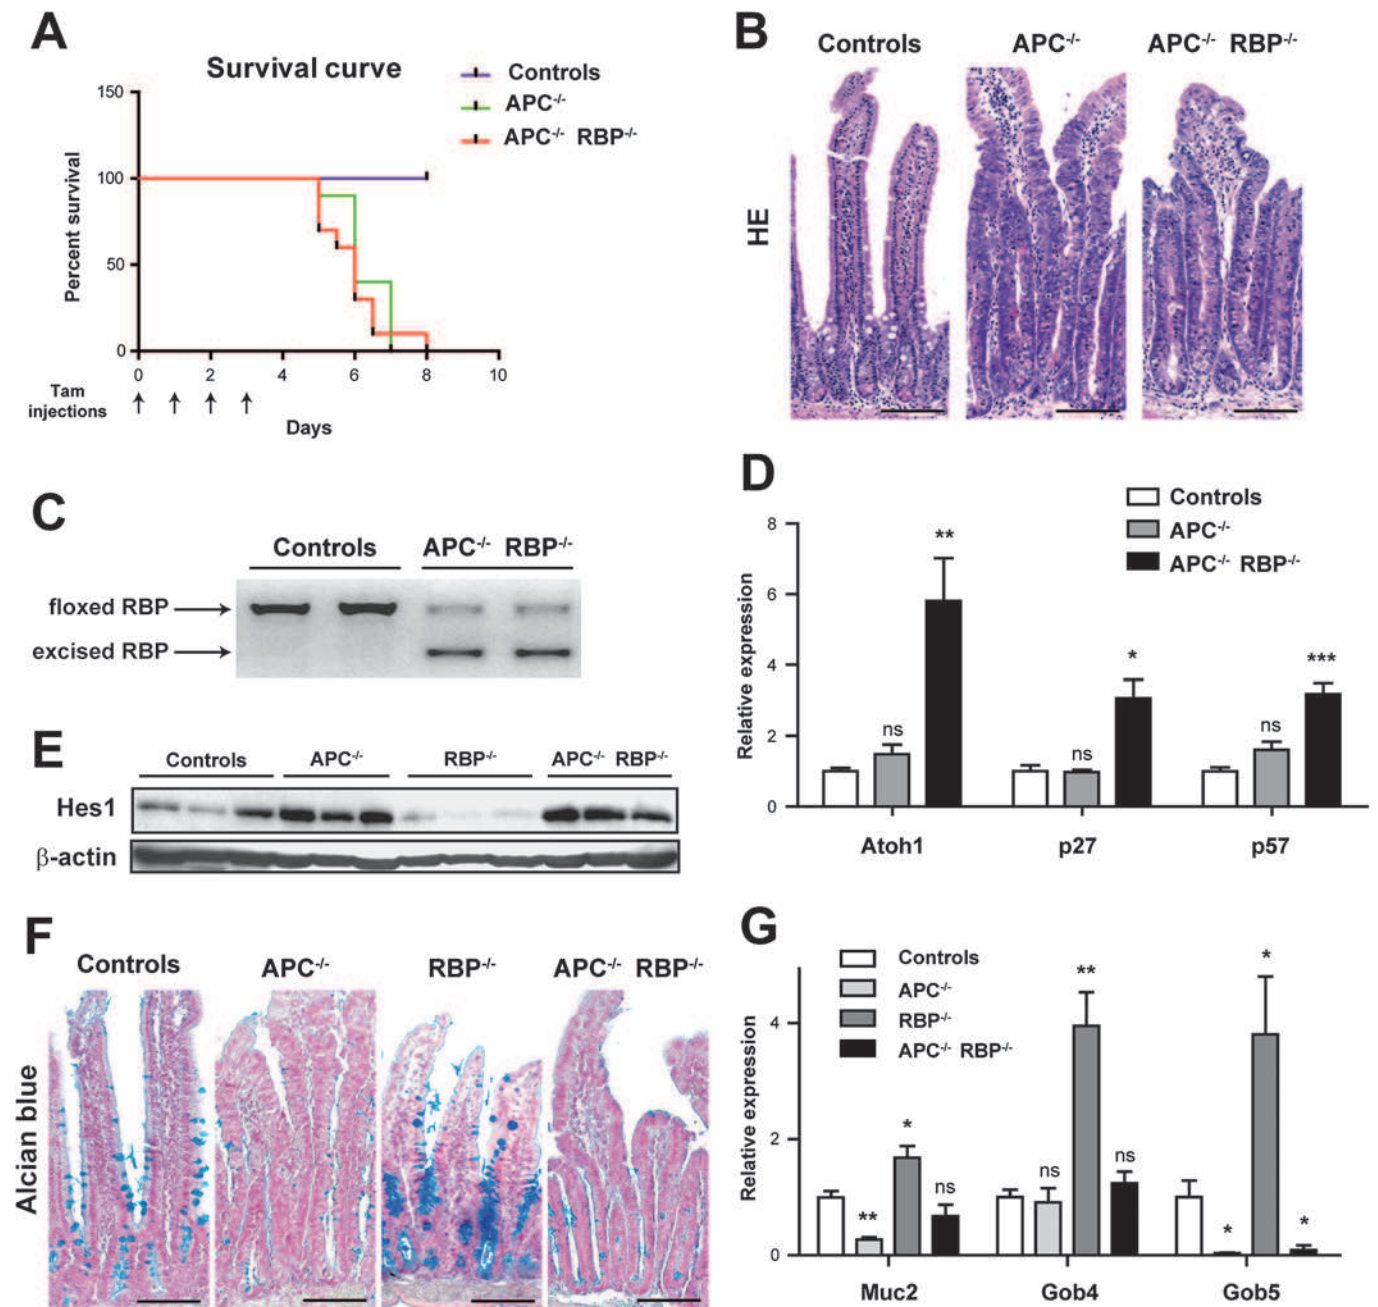 A
Survival curve
Controls
APC-/-
APC-/- RBP-/-
Percent survival
150
100
50
0
0 2 4 6 8 10
Tam
injections
Days
B
Controls APC-/- APC-/- RBP-/-
HE
C
Controls APC-/- RBP-/-
floxed RBP
excised RBP
D
Controls
APC-/-
APC-/- RBP-/-
Relative expression
8
6
4
2
0
ns ** ns * ns ***
Atoh1 p27 p57
E
Controls APC-/- RBP-/- APC-/- RBP-/-
Hes1
β-actin
F
Controls APC-/- RBP-/- APC-/- RBP-/-
Alcian blue
G
Controls
APC-/-
RBP-/-
APC-/- RBP-/-
Relative expression
4
2
0
** * ns ns ** ns * * *
Muc2 Gob4 Gob5